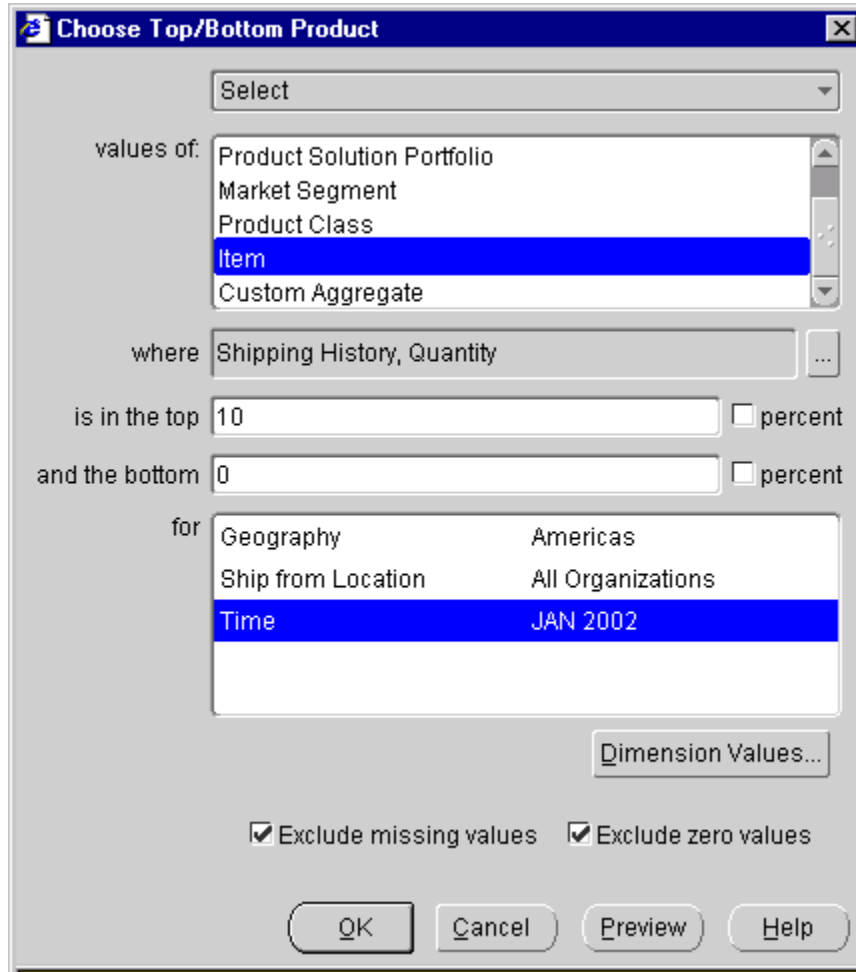 Choose Top/Bottom Product
Select
values of:
Product Solution Portfolio
Market Segment
Product Class
Item
Custom Aggregate
where Shipping History, Quantity ...
is in the top 10 percent
and the bottom 0 percent
for
Geography Americas
Ship from Location All Organizations
Time JAN 2002
Dimension Values...
Exclude missing values Exclude zero values
OK Cancel Preview Help